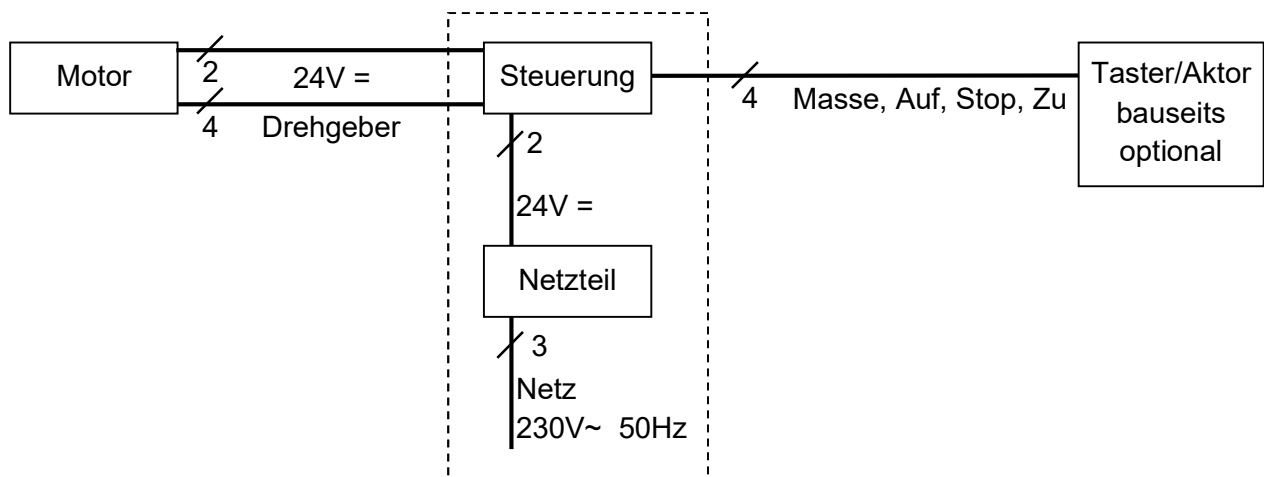 Motor
2
24V =
4
Drehgeber
Steuerung
2
24V =
Netzteil
3
Netz
230V~ 50Hz
4
Masse, Auf, Stop, Zu
Taster/Aktor
bauseits
optional